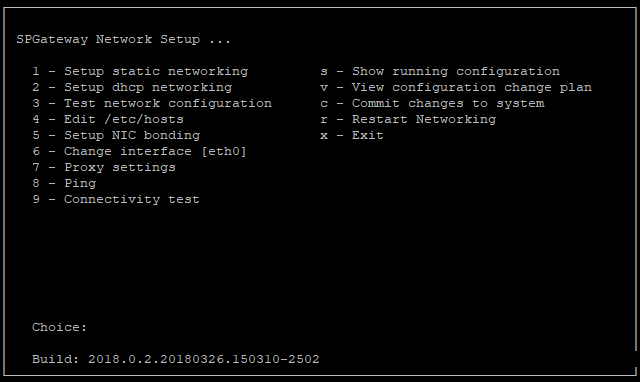 SPGateway Network Setup ...
1 - Setup static networking s - Show running configuration
2 - Setup dhcp networking v - View configuration change plan
3 - Test network configuration c - Commit changes to system
4 - Edit /etc/hosts r - Restart Networking
5 - Setup NIC bonding x - Exit
6 - Change interface [eth0]
7 - Proxy settings
8 - Ping
9 - Connectivity test
Choice:
Build: 2018.0.2.20180326.150310-2502